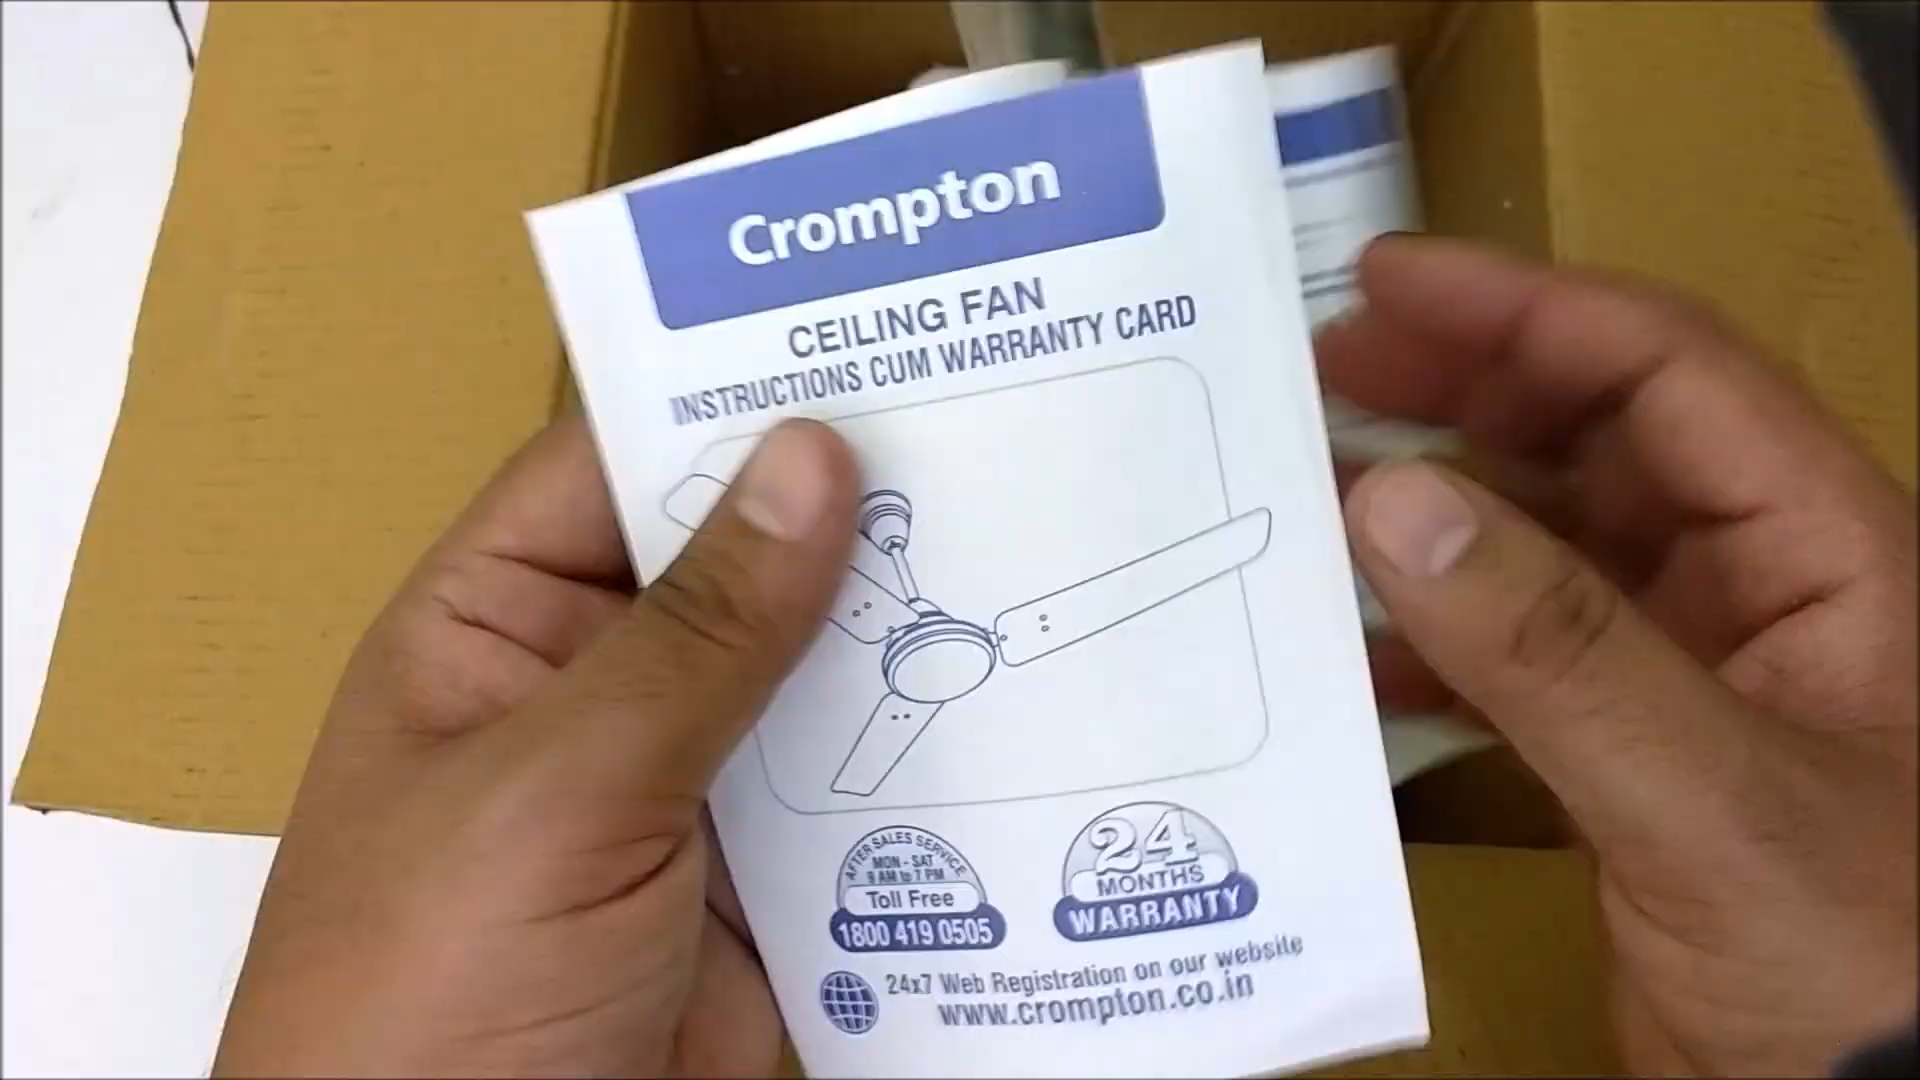 Crompton
CEILING FAN
INSTRUCTIONS CUM WARRANTY CARD
AFTER SALES SERVICE
MON - SAT
9 AM to 7 PM
Toll Free
1800 419 0505
24
MONTHS
WARRANTY
24x7 Web Registration on our website
www.crompton.co.in